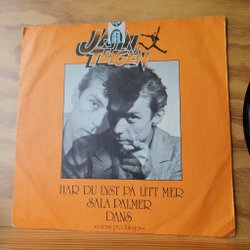 JAHN
TEIGEN
HAR DU LYST PÅ LITT MER
SALA PALMER
DANS